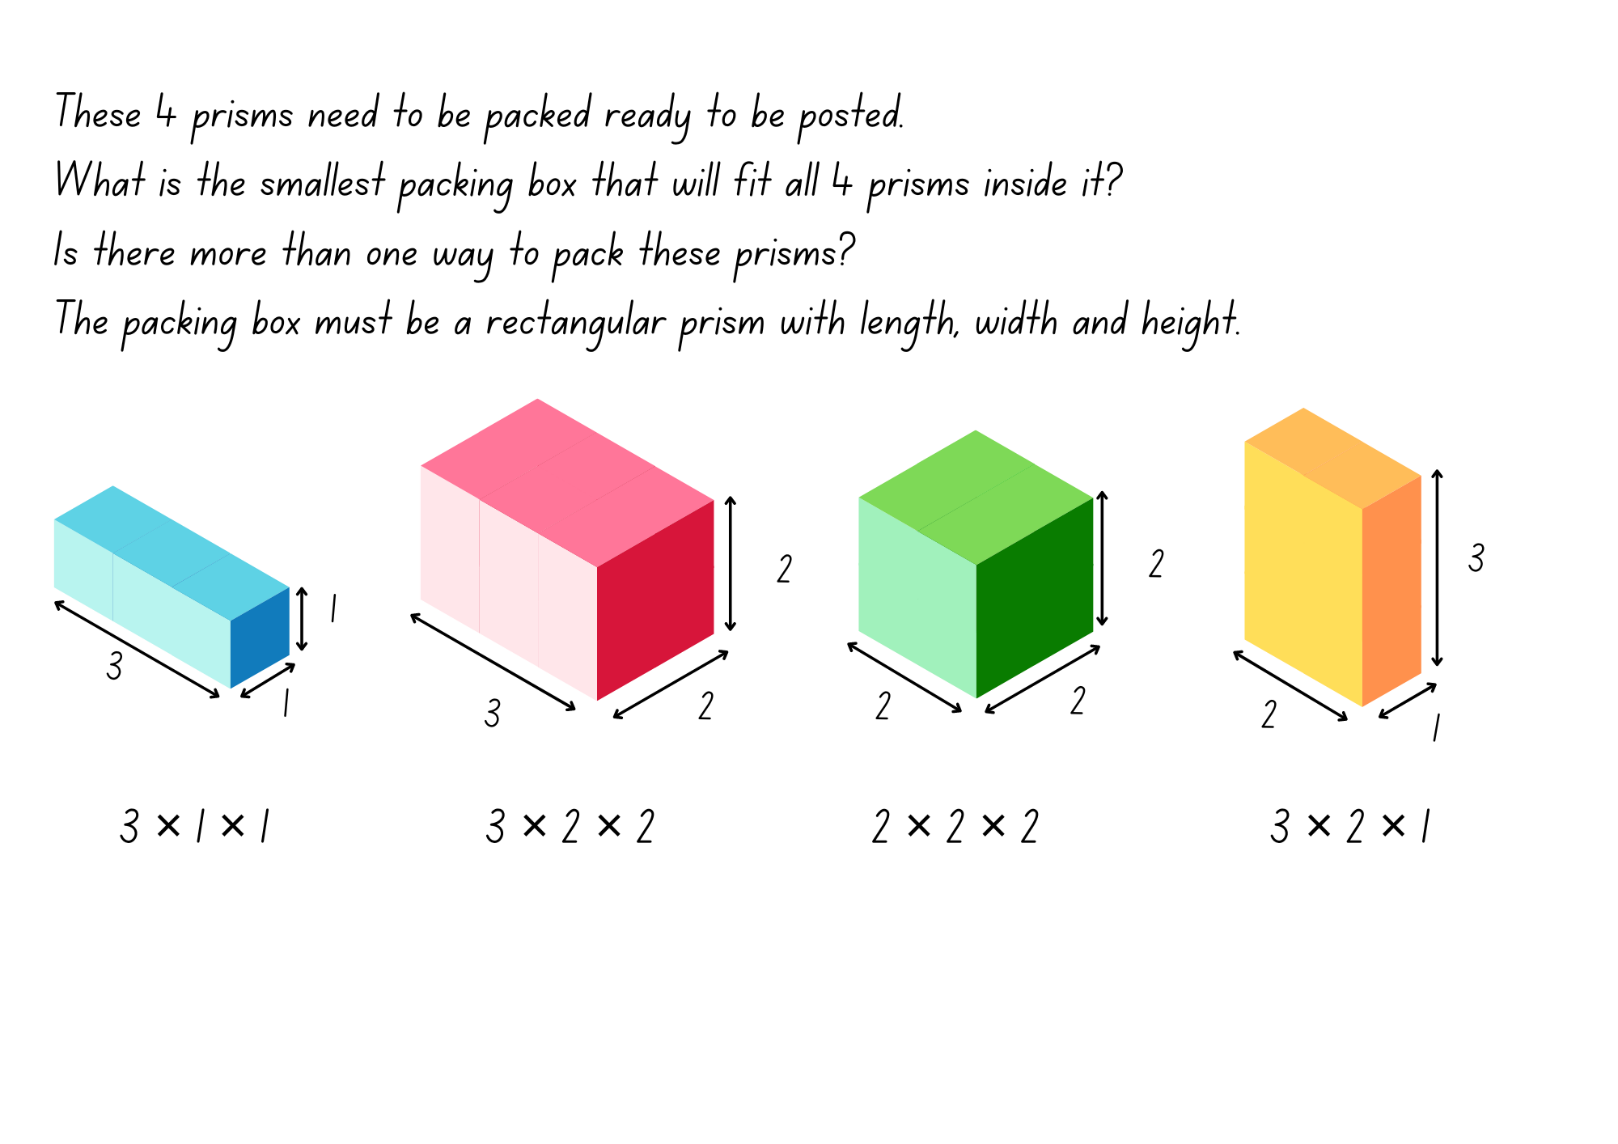 These 4 prisms need to be packed ready to be posted.
What is the smallest packing box that will fit all 4 prisms inside it?
Is there more than one way to pack these prisms?
The packing box must be a rectangular prism with length, width and height.
3
1
1
3
2
2
2
2
2
2
1
3
3 × 1 × 1
3 × 2 × 2
2 × 2 × 2
3 × 2 × 1